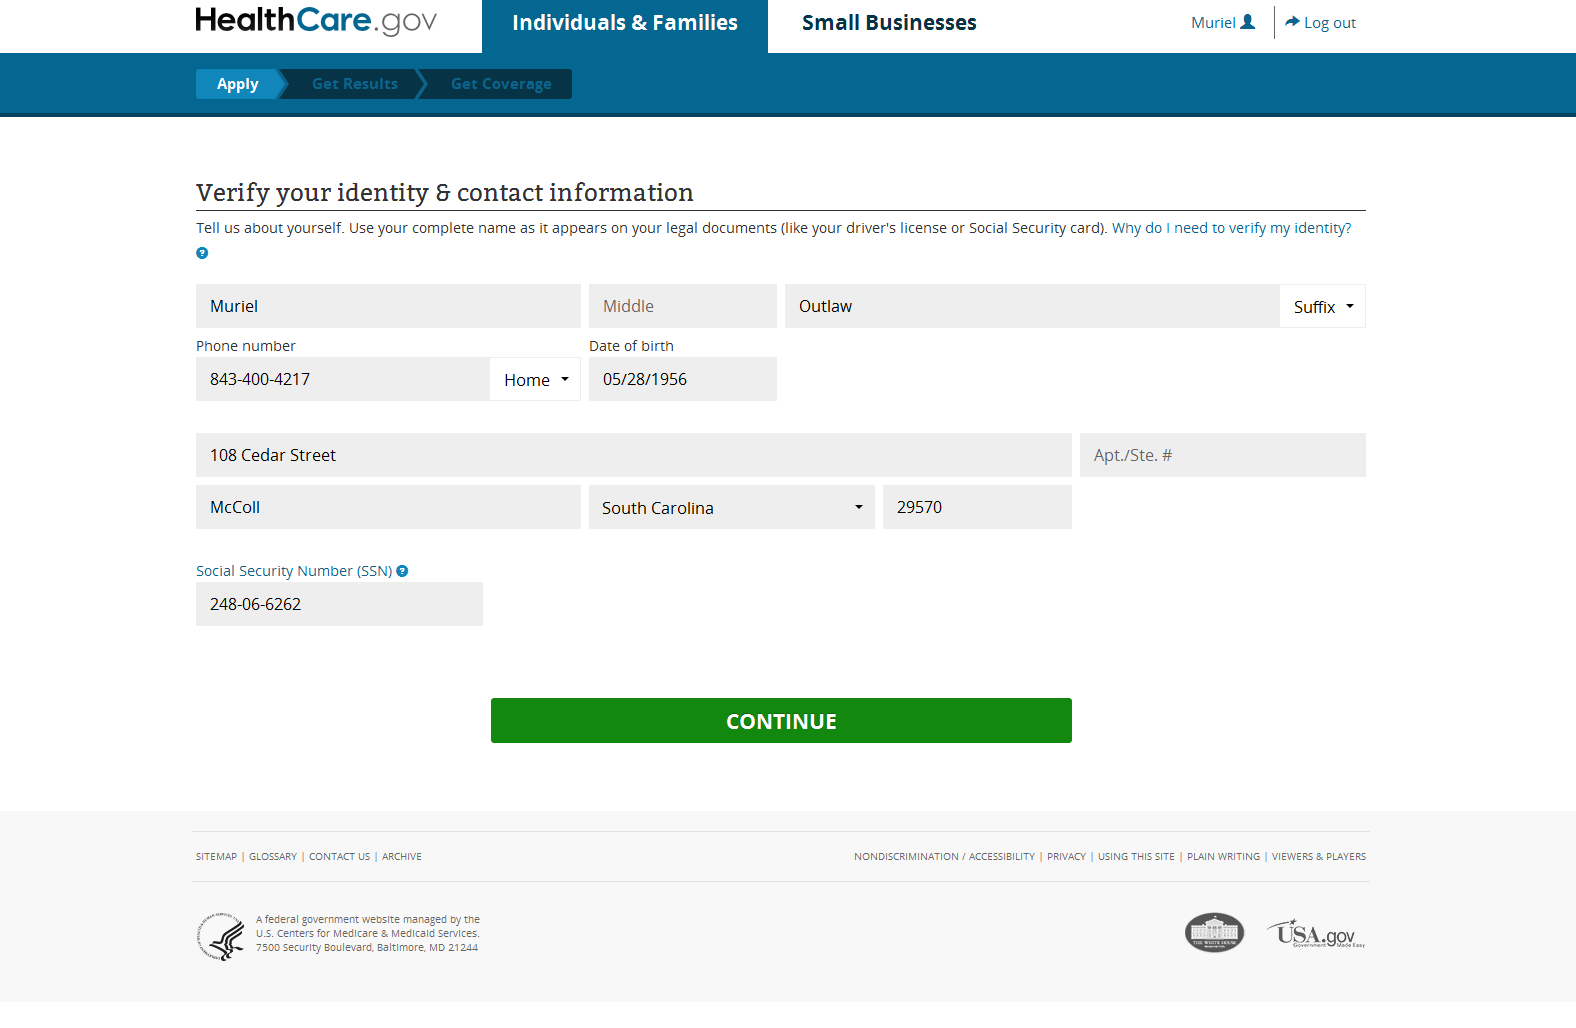 HealthCare.gov Individuals & Families Small Businesses Muriel Log out
Apply Get Results Get Coverage
Verify your identity & contact information
Tell us about yourself. Use your complete name as it appears on your legal documents (like your driver's license or Social Security card). Why do I need to verify my identity?
Muriel Middle Outlaw Suffix
Phone number Date of birth
843-400-4217 Home 05/28/1956
108 Cedar Street Apt./Ste. #
McColl South Carolina 29570
Social Security Number (SSN)
248-06-6262
CONTINUE
SITEMAP | GLOSSARY | CONTACT US | ARCHIVE NONDISCRIMINATION / ACCESSIBILITY | PRIVACY | USING THIS SITE | PLAIN WRITING | VIEWERS & PLAYERS
A federal government website managed by the
U.S. Centers for Medicare & Medicaid Services.
7500 Security Boulevard, Baltimore, MD 21244
THE WHITE HOUSE
WASHINGTON
USA.gov
Government Made Easy